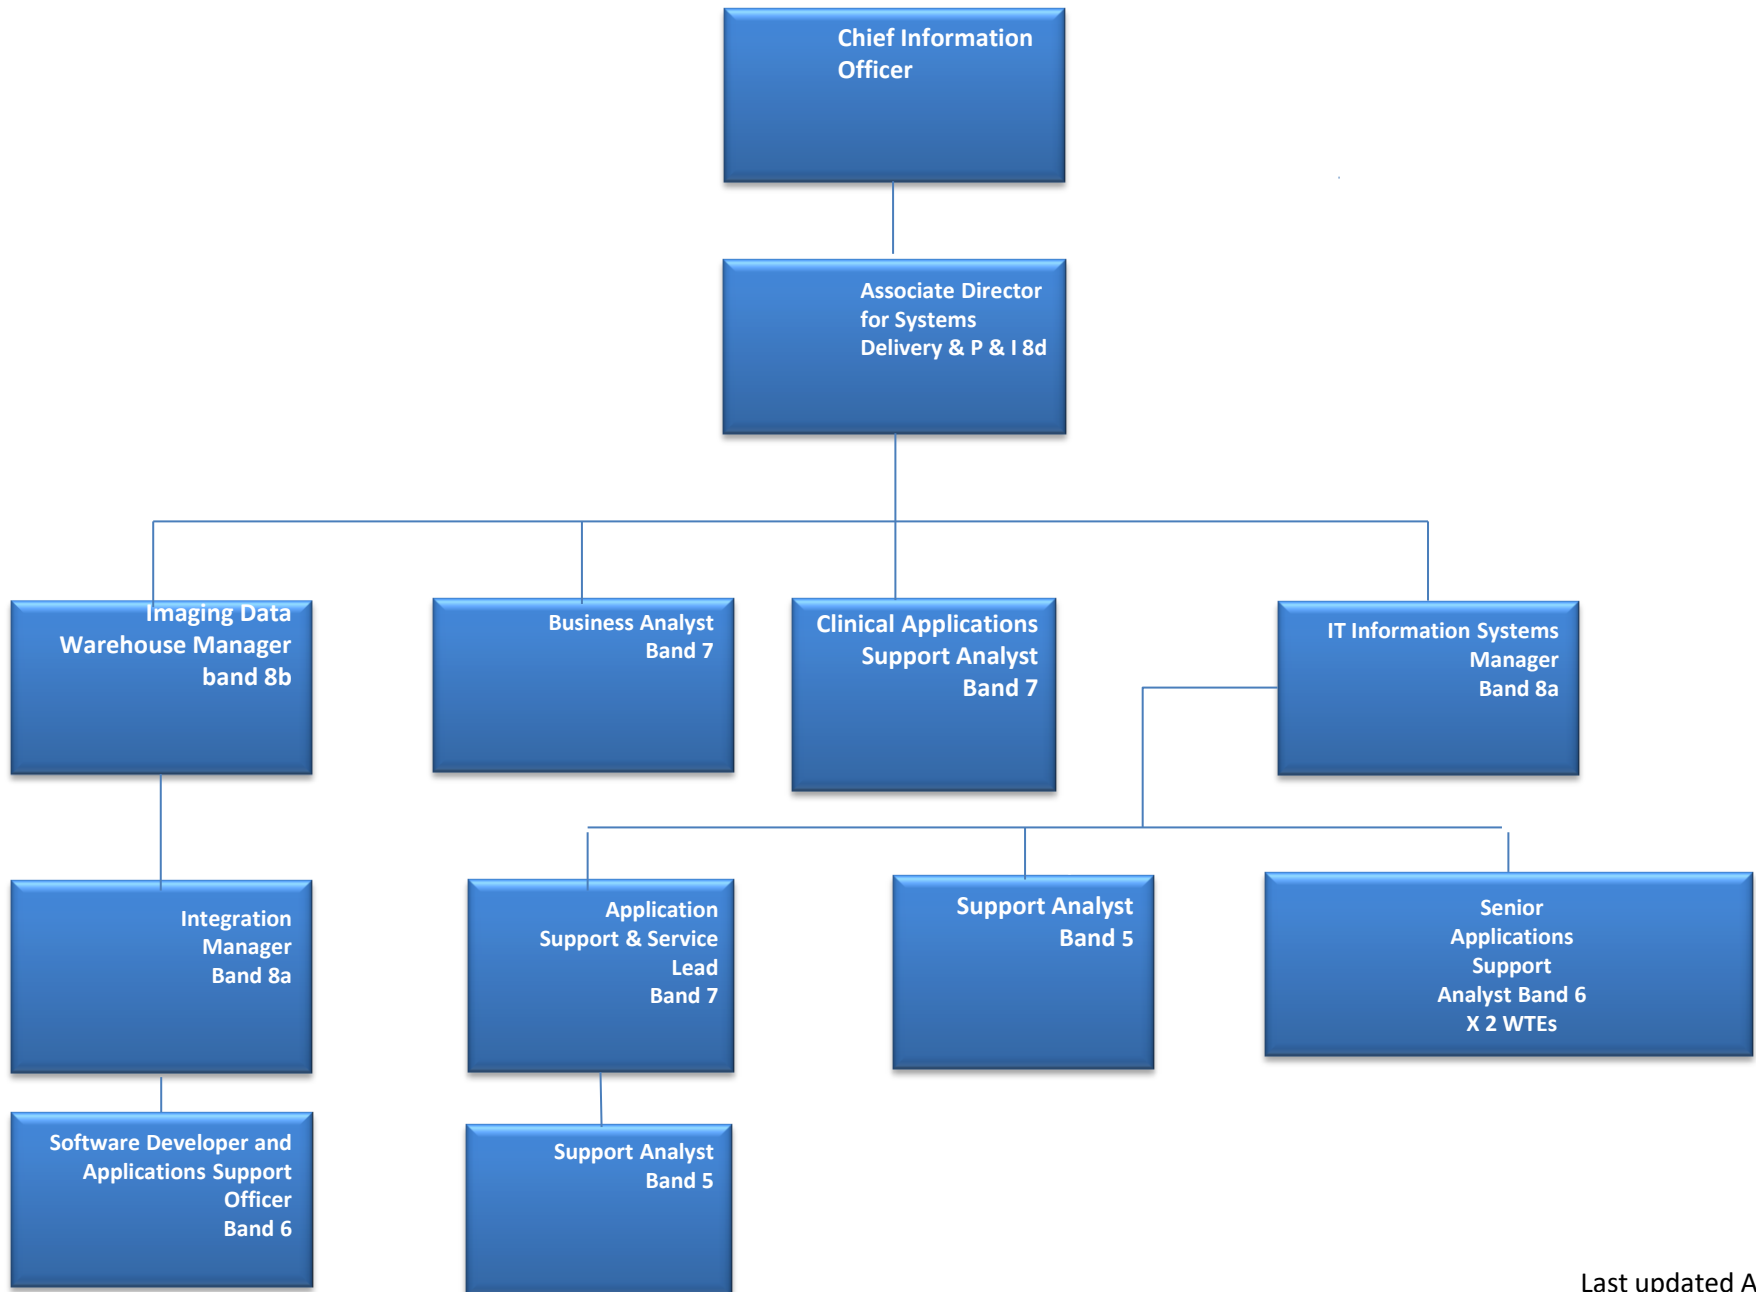 Chief Information
Officer
Associate Director
for Systems
Delivery & P & I 8d
Imaging Data
Warehouse Manager
band 8b
Business Analyst
Band 7
Clinical Applications
Support Analyst
Band 7
IT Information Systems
Manager
Band 8a
Integration
Manager
Band 8a
Application
Support & Service
Lead
Band 7
Support Analyst
Band 5
Senior
Applications
Support
Analyst Band 6
X 2 WTEs
Software Developer and
Applications Support
Officer
Band 6
Support Analyst
Band 5
Last updated A